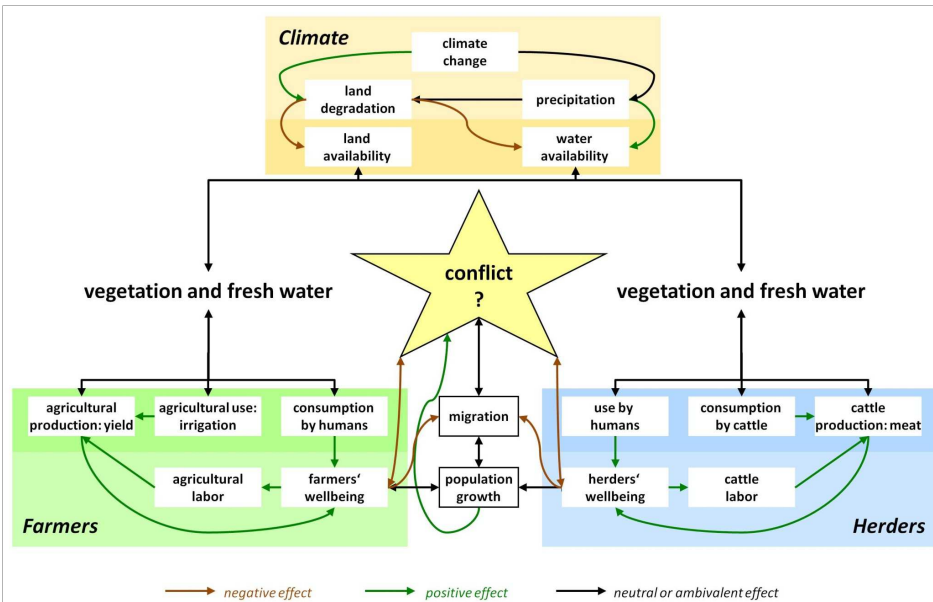 Climate
climate
change
land
degradation
precipitation
land
availability
water
availability
conflict
?
vegetation and fresh water
vegetation and fresh water
agricultural
production: yield
agricultural use:
irrigation
consumption
by humans
migration
use by
humans
consumption
by cattle
cattle
production: meat
agricultural
labor
farmers‘
wellbeing
population
growth
herders‘
wellbeing
cattle
labor
Farmers
Herders
negative effect
positive effect
neutral or ambivalent effect